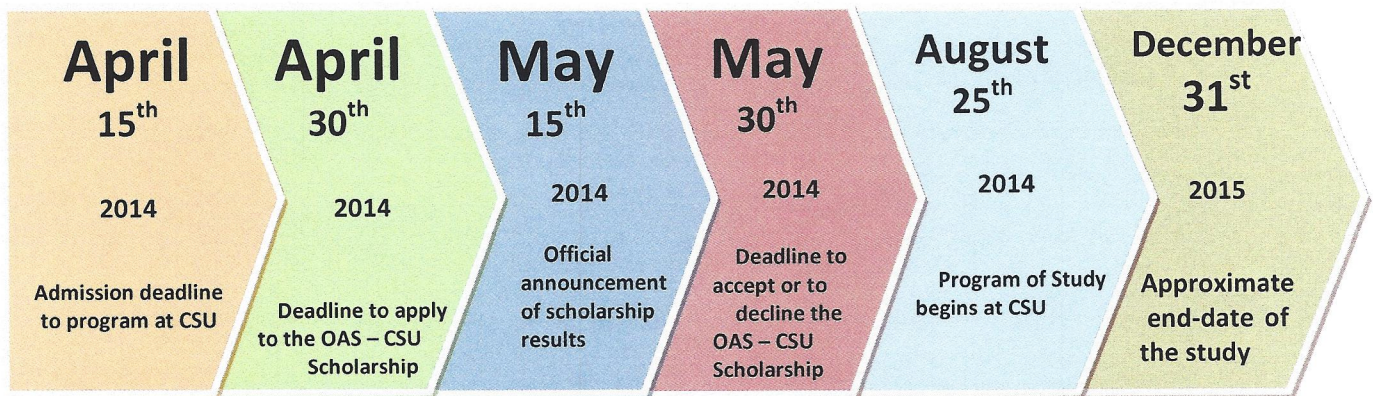 April
15th
2014
Admission deadline
to program at CSU
April
30th
2014
Deadline to apply
to the OAS – CSU
Scholarship
May
15th
2014
Official
announcement
of scholarship
results
May
30th
2014
Deadline to
accept or to
decline the
OAS – CSU
Scholarship
August
25th
2014
Program of Study
begins at CSU
December
31st
2015
Approximate
end-date of
the study